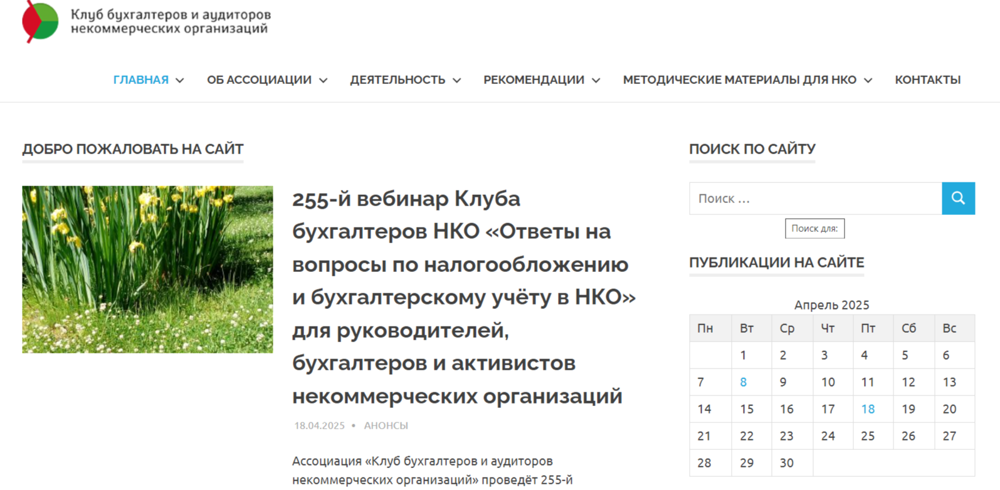 Клуб бухгалтеров и аудиторов
некоммерческих организаций
ГЛАВНАЯ ОБ АССОЦИАЦИИ ДЕЯТЕЛЬНОСТЬ РЕКОМЕНДАЦИИ МЕТОДИЧЕСКИЕ МАТЕРИАЛЫ ДЛЯ НКО КОНТАКТЫ
ДОБРО ПОЖАЛОВАТЬ НА САЙТ
255-й вебинар Клуба
бухгалтеров НКО «Ответы на
вопросы по налогообложению
и бухгалтерскому учёту в НКО»
для руководителей,
бухгалтеров и активистов
некоммерческих организаций
18.04.2025 • АНОНСЫ
Ассоциация «Клуб бухгалтеров и аудиторов
некоммерческих организаций» проведёт 255-й
ПОИСК ПО САЙТУ
Поиск …
Поиск для:
ПУБЛИКАЦИИ НА САЙТЕ
Апрель 2025
Пн Вт Ср Чт Пт Сб Вс
1 2 3 4 5 6
7 8 9 10 11 12 13
14 15 16 17 18 19 20
21 22 23 24 25 26 27
28 29 30